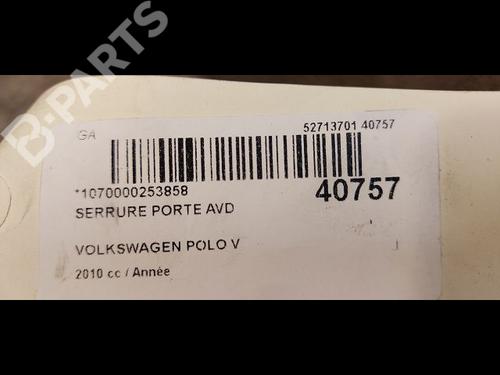 B-PARTS
GA
52713701 40757
*1070000253858
40757
SERRURE PORTE AVD
VOLKSWAGEN POLO V
2010 cc / Année